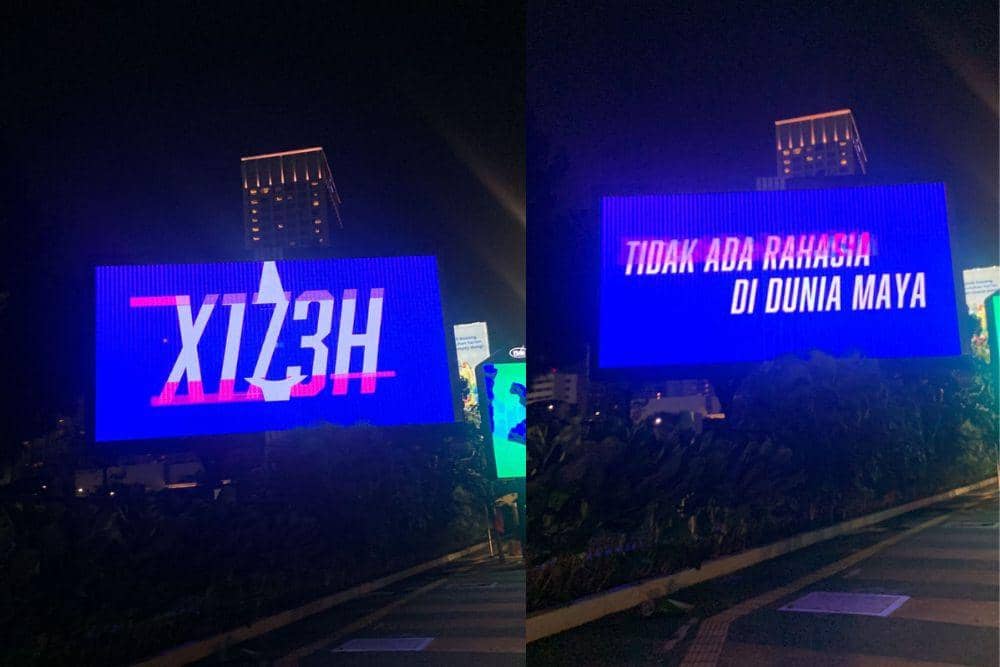 X1Z3H
TIDAK ADA RAHASIA
DI DUNIA MAYA